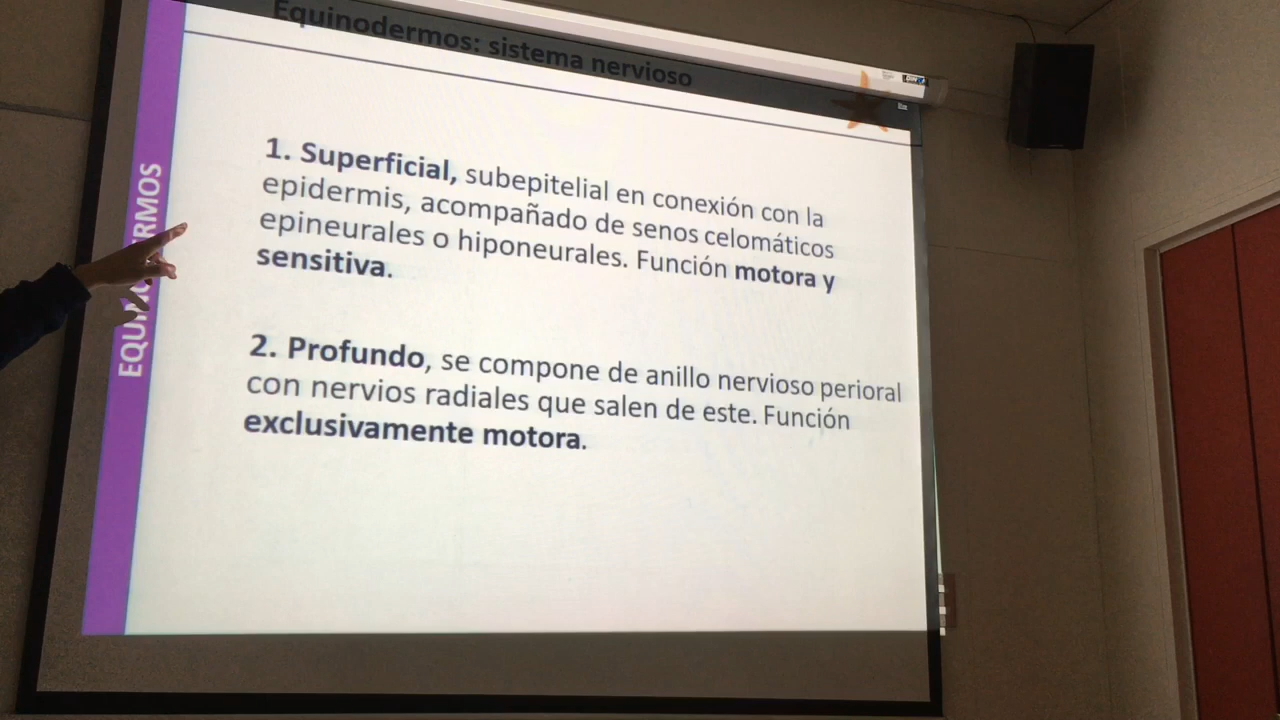 Equinodermos: sistema nervioso
1. Superficial, subepitelial en conexión con la
epidermis, acompañado de senos celomáticos
epineurales o hiponeurales. Función motora y
sensitiva.
2. Profundo, se compone de anillo nervioso perioral
con nervios radiales que salen de este. Función
exclusivamente motora.